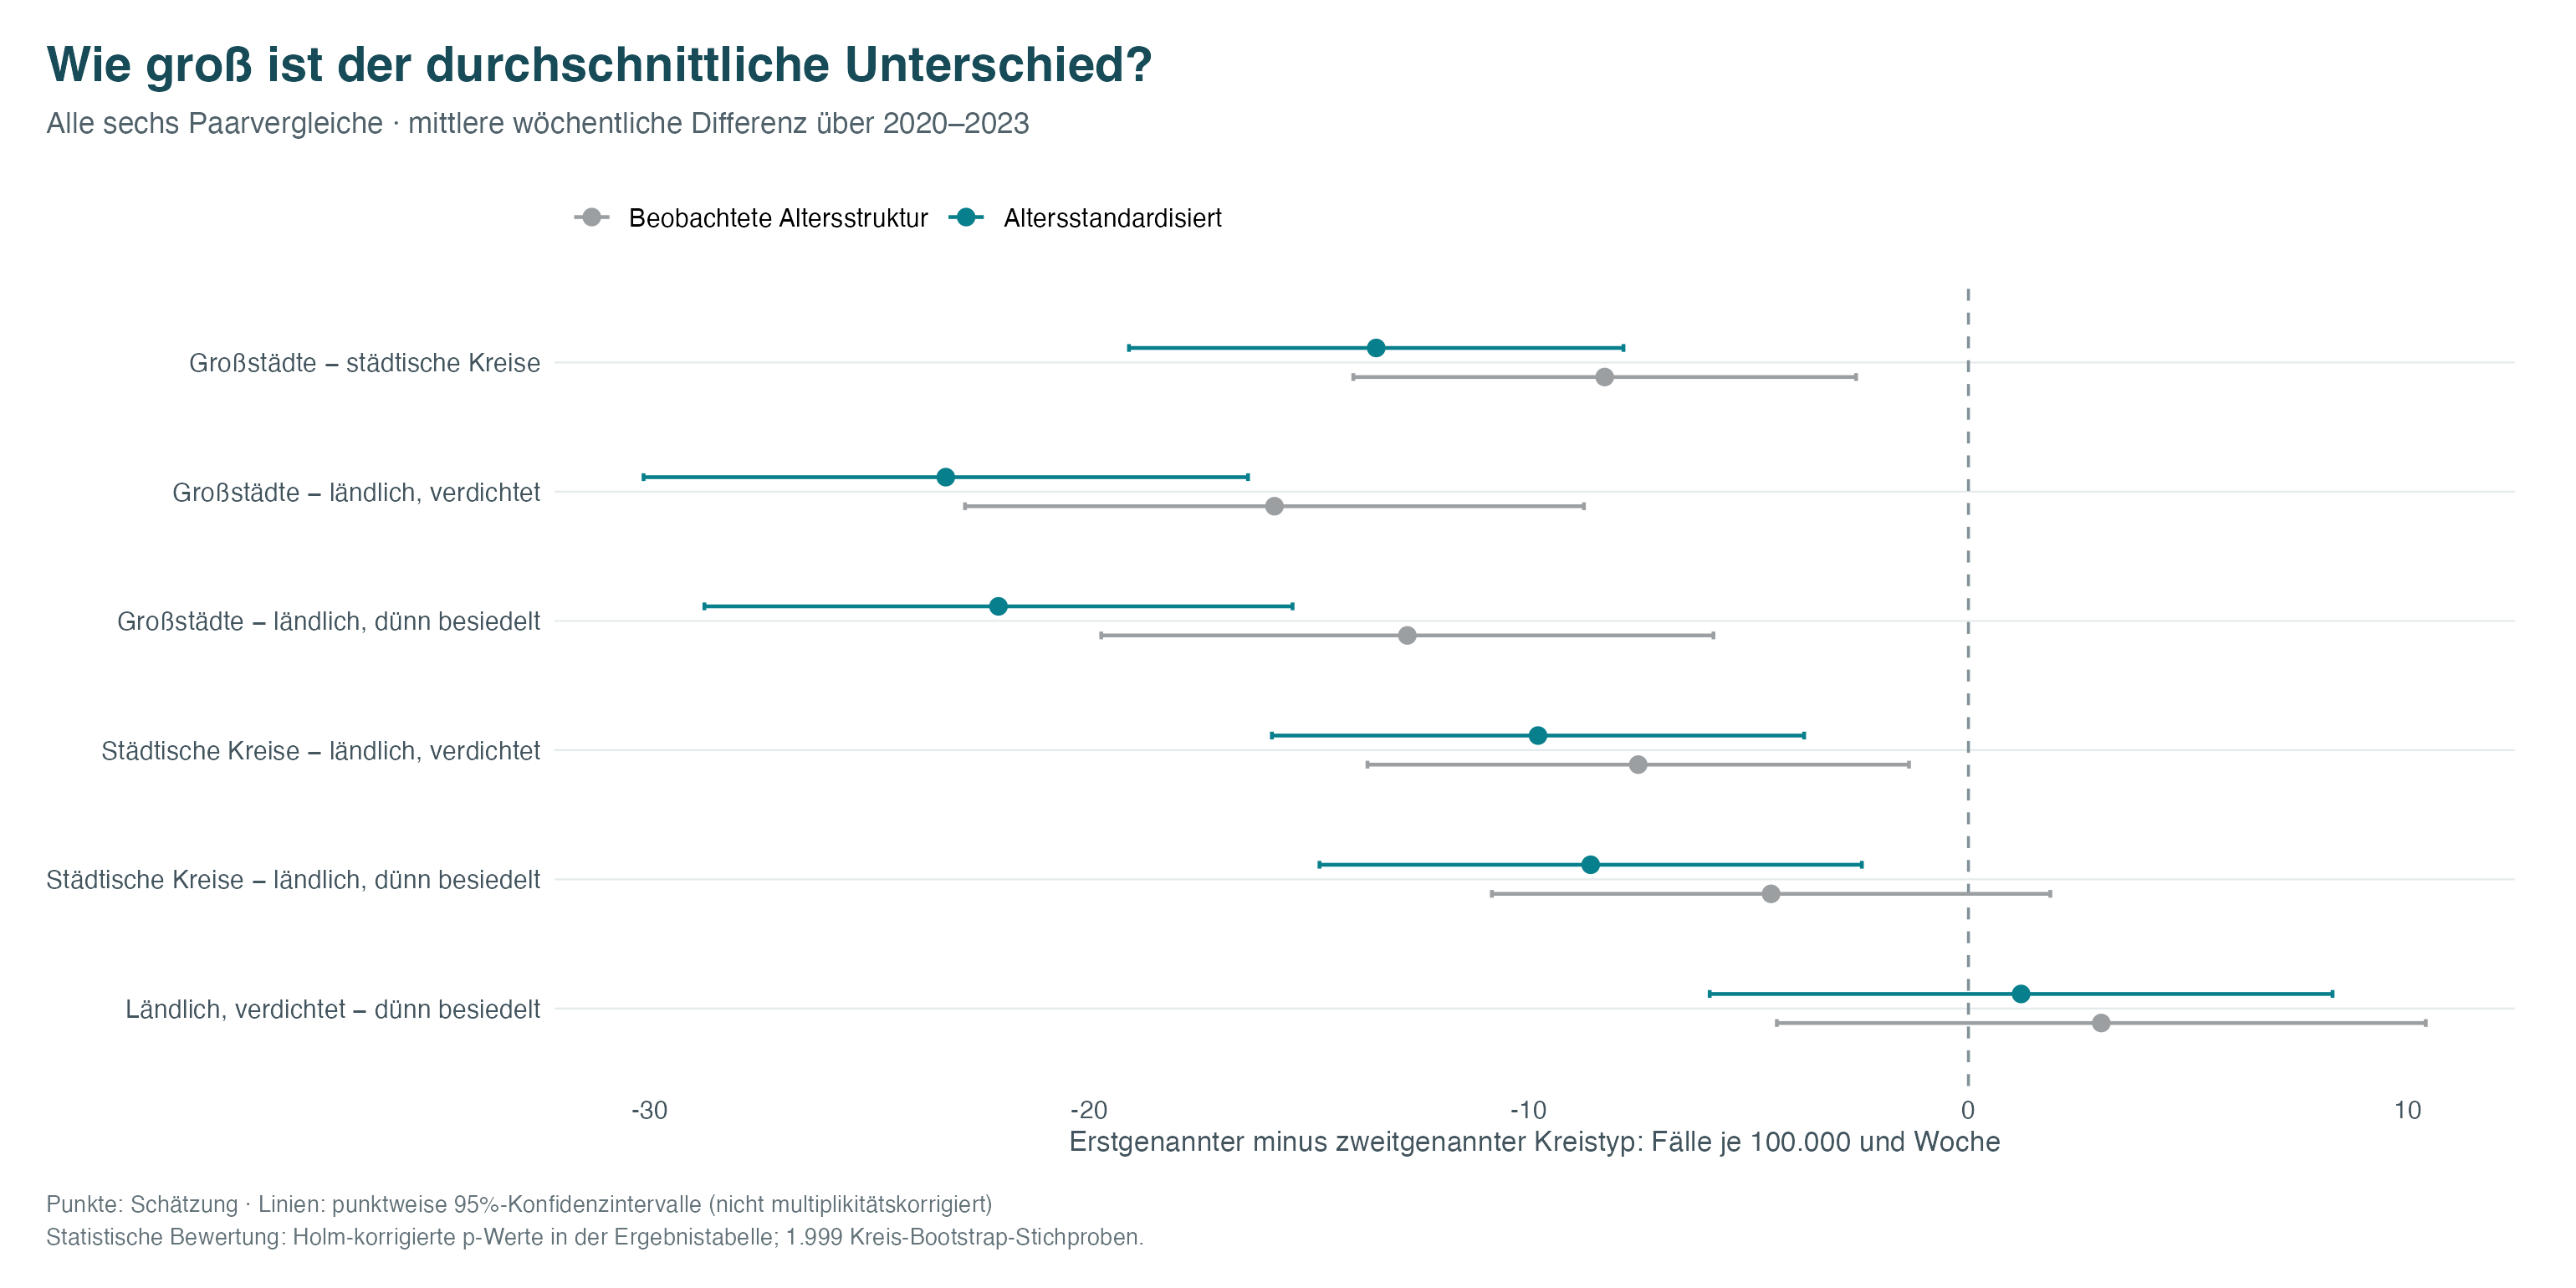 Wie groß ist der durchschnittliche Unterschied?
Alle sechs Paarvergleiche · mittlere wöchentliche Differenz über 2020–2023
Beobachtete Altersstruktur
Altersstandardisiert
Großstädte – städtische Kreise
Großstädte – ländlich, verdichtet
Großstädte – ländlich, dünn besiedelt
Städtische Kreise – ländlich, verdichtet
Städtische Kreise – ländlich, dünn besiedelt
Ländlich, verdichtet – dünn besiedelt
-30
-20
-10
0
10
Erstgenannter minus zweitgenannter Kreistyp: Fälle je 100.000 und Woche
Punkte: Schätzung · Linien: punktweise 95%-Konfidenzintervalle (nicht multiplikitätskorrigiert)
Statistische Bewertung: Holm-korrigierte p-Werte in der Ergebnistabelle; 1.999 Kreis-Bootstrap-Stichproben.